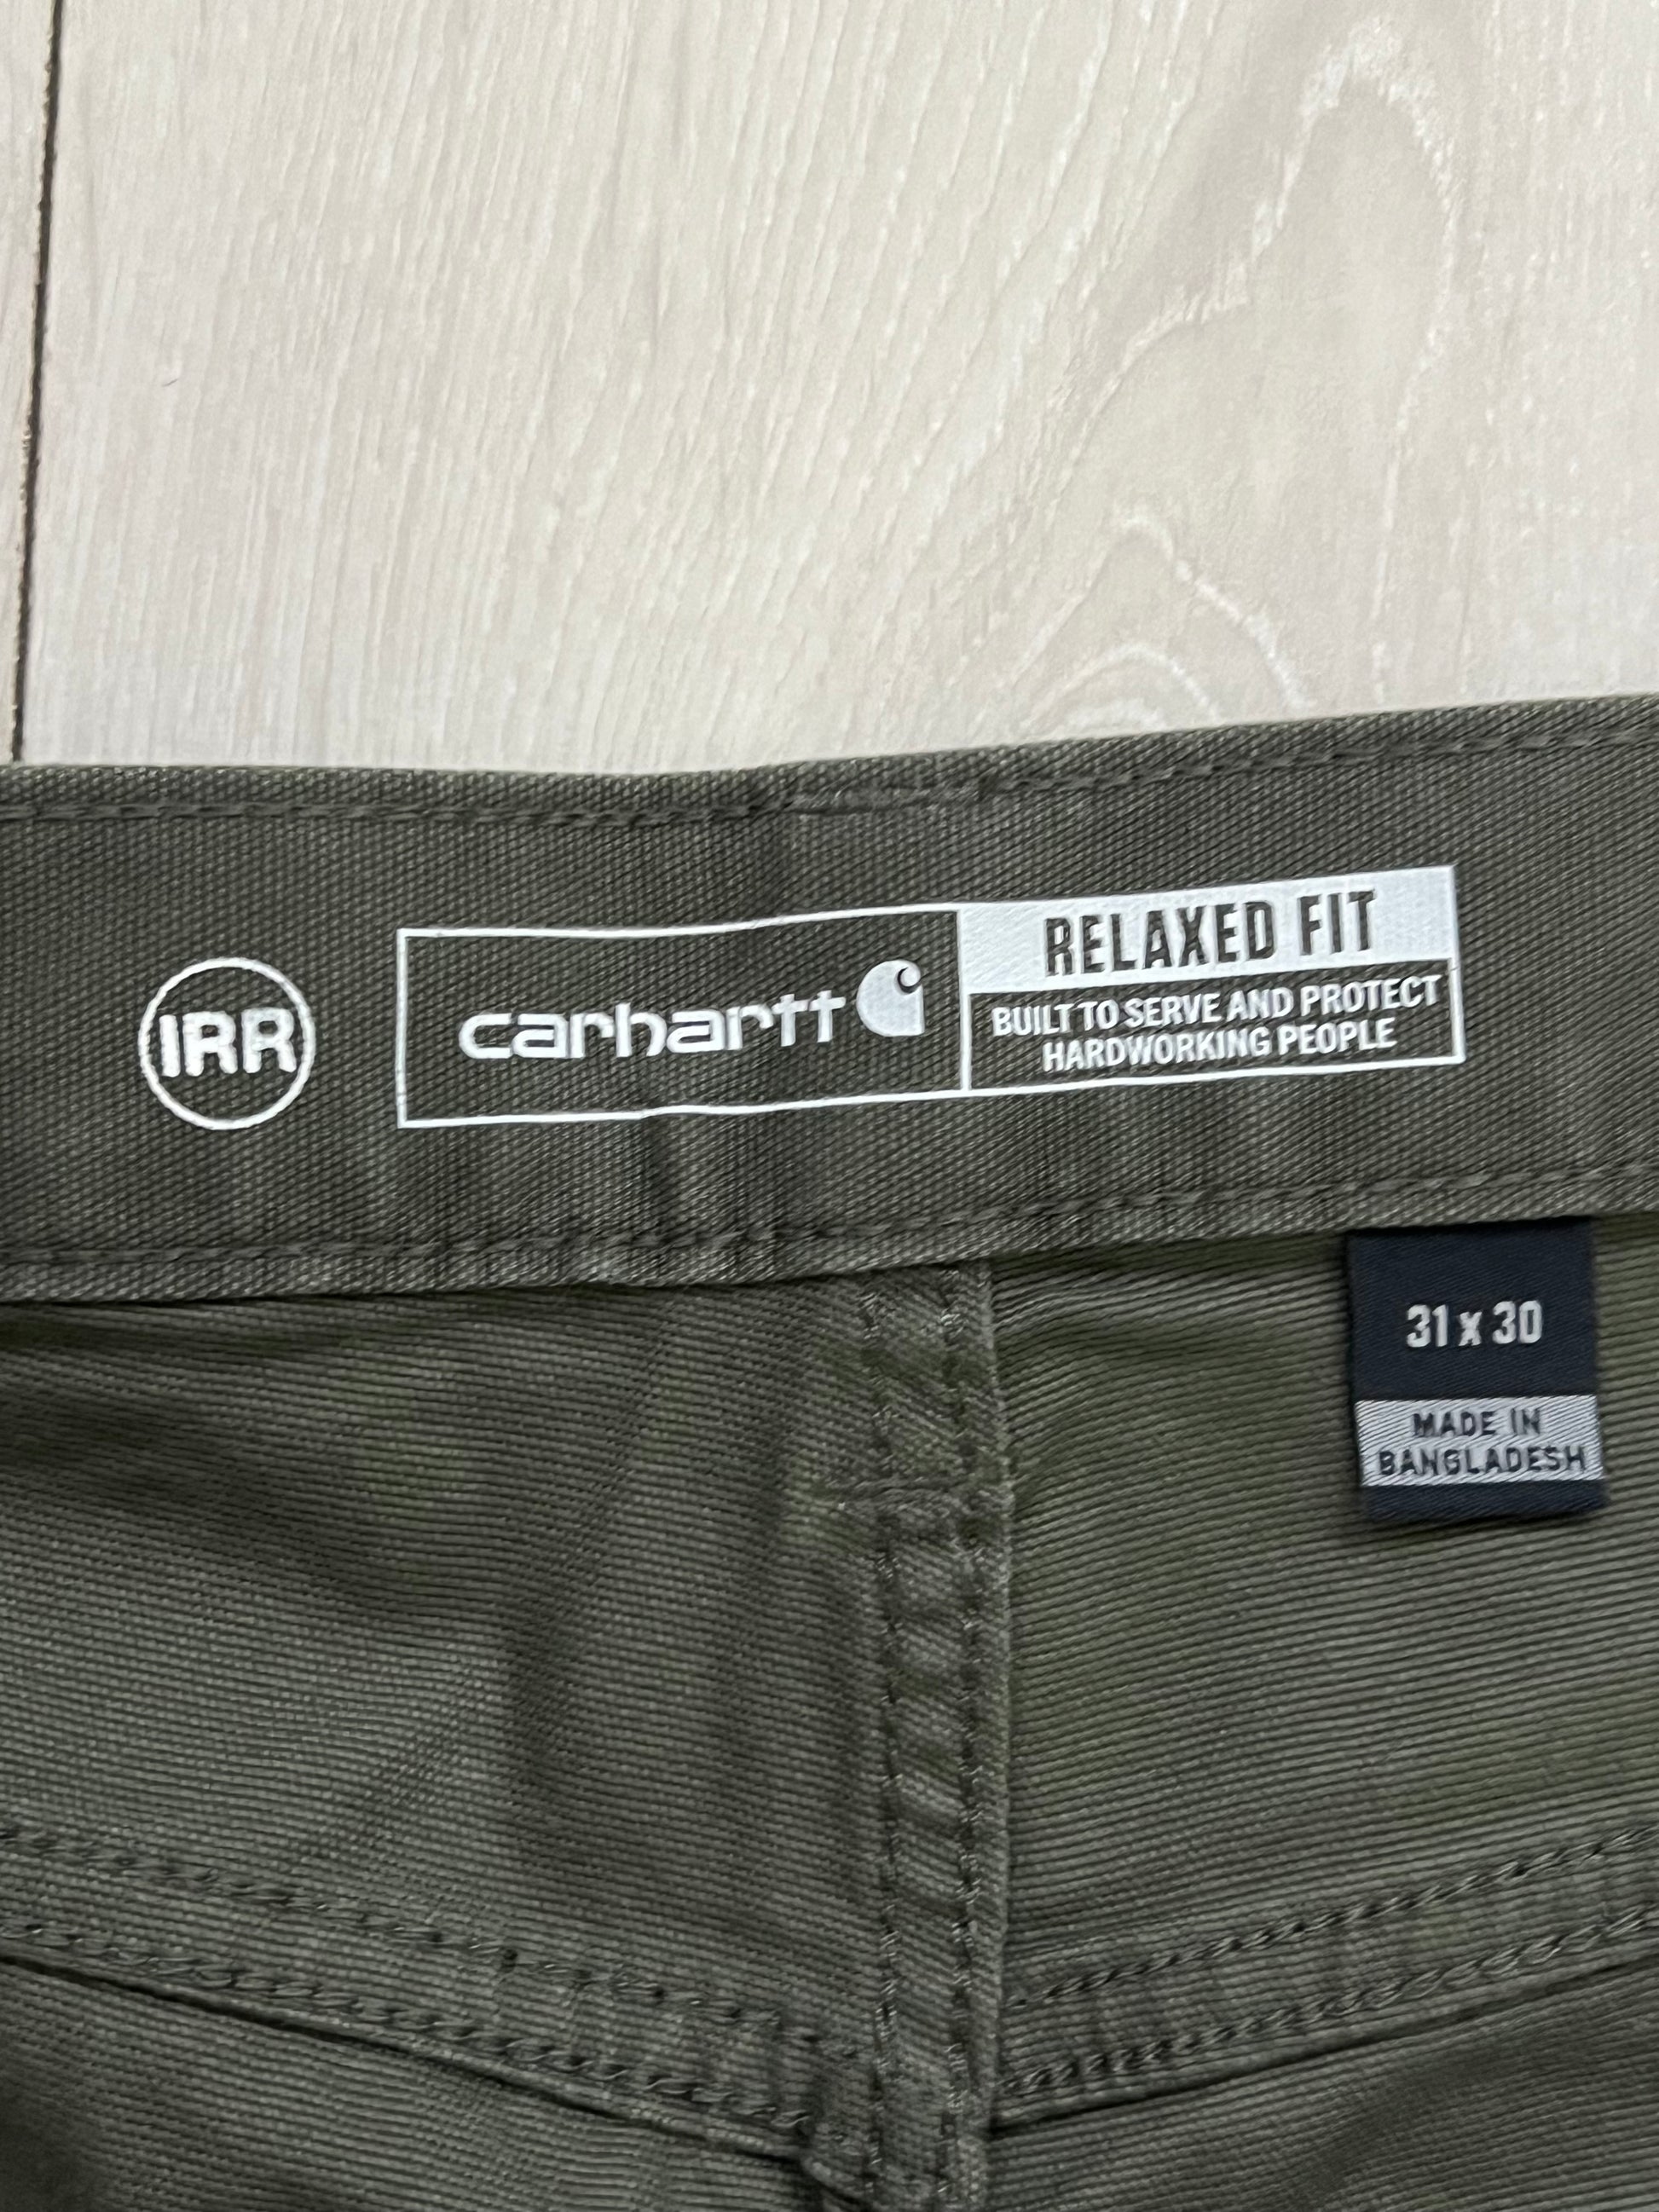 IRR
carhartt
RELAXED FIT
BUILT TO SERVE AND PROTECT
HARDWORKING PEOPLE
31 x 30
MADE IN
BANGLADESH